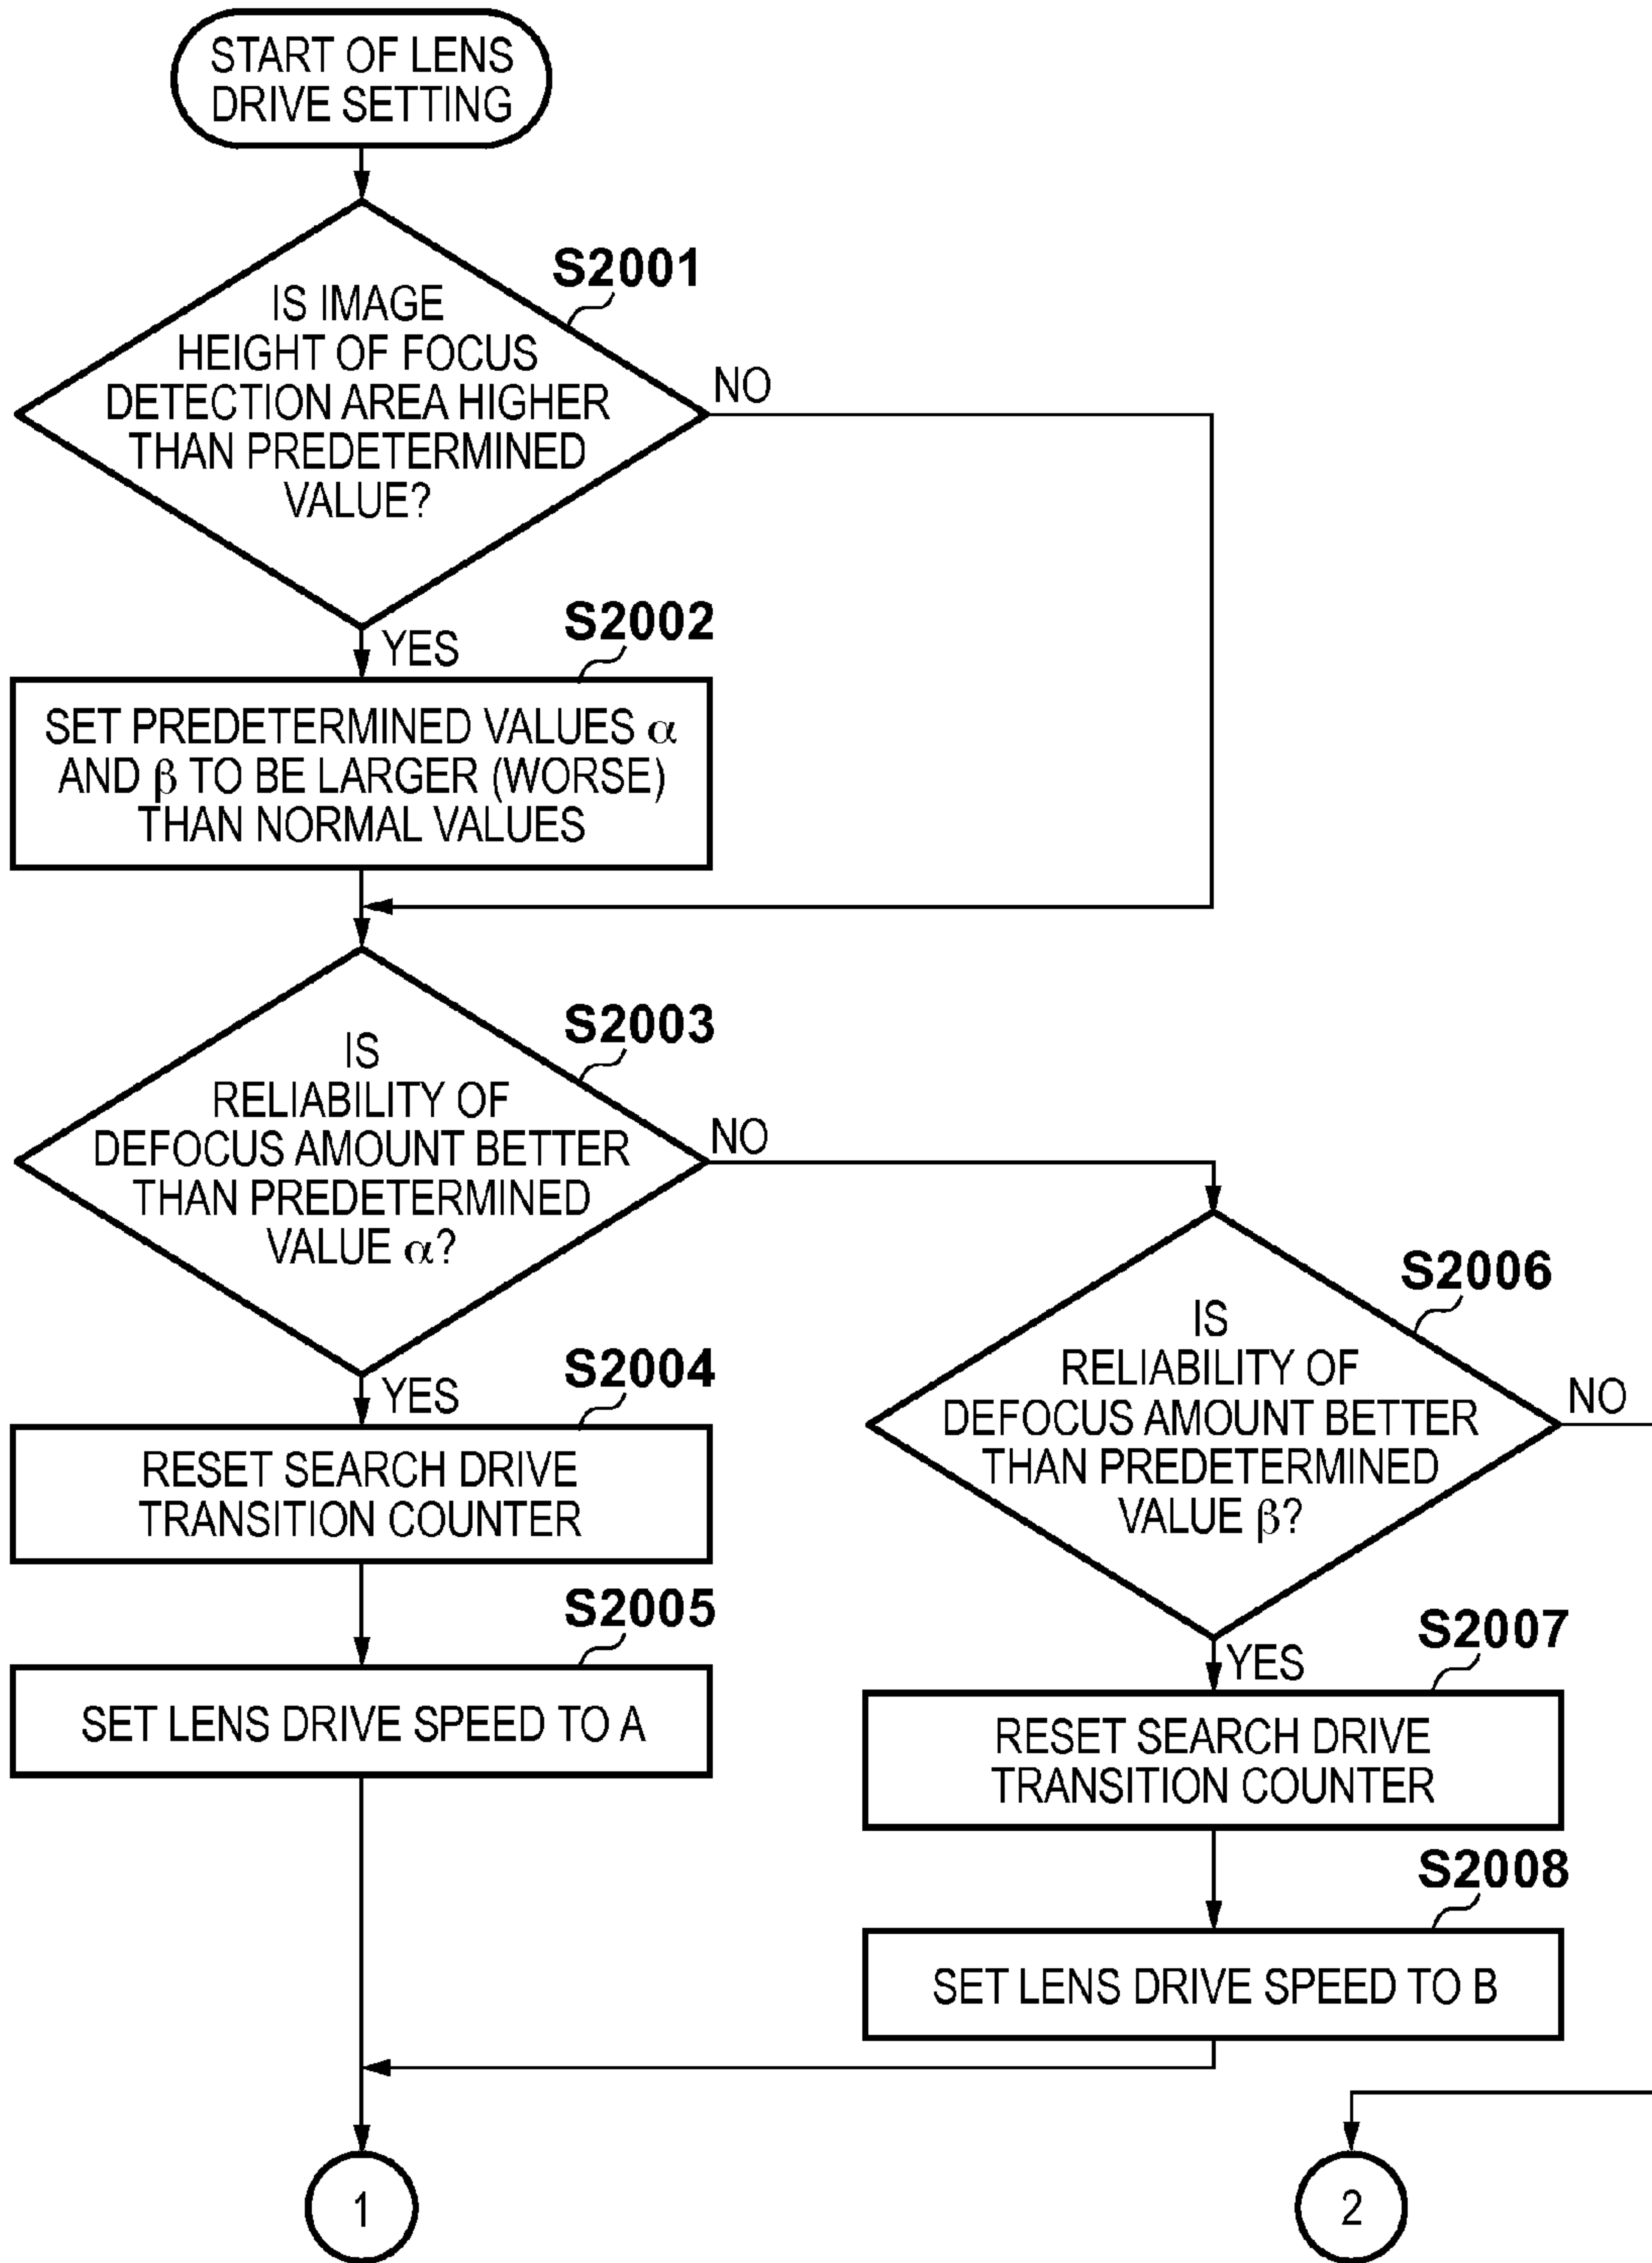 START OF LENS
DRIVE SETTING
S2001
IS IMAGE
HEIGHT OF FOCUS
DETECTION AREA HIGHER
THAN PREDETERMINED
VALUE?
NO
YES
S2002
SET PREDETERMINED VALUES α
AND β TO BE LARGER (WORSE)
THAN NORMAL VALUES
S2003
IS
RELIABILITY OF
DEFOCUS AMOUNT BETTER
THAN PREDETERMINED
VALUE α?
NO
YES
S2004
RESET SEARCH DRIVE
TRANSITION COUNTER
S2005
SET LENS DRIVE SPEED TO A
S2006
IS
RELIABILITY OF
DEFOCUS AMOUNT BETTER
THAN PREDETERMINED
VALUE β?
NO
YES
S2007
RESET SEARCH DRIVE
TRANSITION COUNTER
S2008
SET LENS DRIVE SPEED TO B
1
2